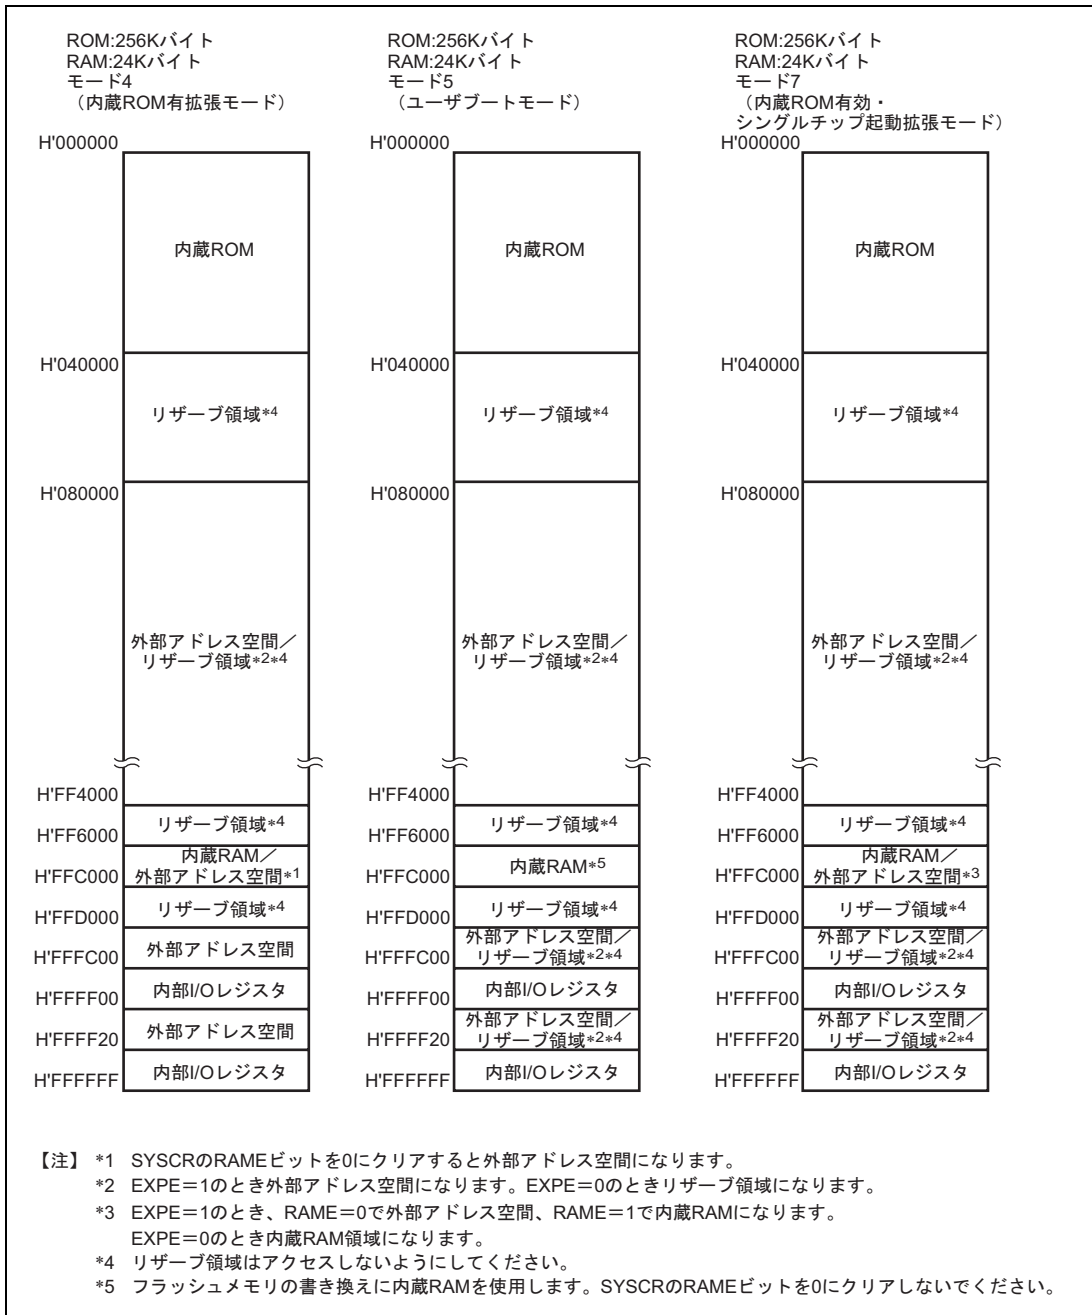 ROM:256Kバイト
RAM:24Kバイト
モード4
（内蔵ROM有拡張モード）
H'000000
内蔵ROM
H'040000
リザーブ領域*4
H'080000
外部アドレス空間／
リザーブ領域*2*4
H'FF4000
リザーブ領域*4
H'FF6000
内蔵RAM／
外部アドレス空間*1
H'FFC000
リザーブ領域*4
H'FFD000
外部アドレス空間
H'FFFC00
内部I/Oレジスタ
H'FFFF00
外部アドレス空間
H'FFFF20
内部I/Oレジスタ
H'FFFFFF
ROM:256Kバイト
RAM:24Kバイト
モード5
（ユーザブートモード）
H'000000
内蔵ROM
H'040000
リザーブ領域*4
H'080000
外部アドレス空間／
リザーブ領域*2*4
H'FF4000
リザーブ領域*4
H'FF6000
内蔵RAM*5
H'FFC000
リザーブ領域*4
H'FFD000
外部アドレス空間／
リザーブ領域*2*4
H'FFFC00
内部I/Oレジスタ
H'FFFF00
外部アドレス空間／
リザーブ領域*2*4
H'FFFF20
内部I/Oレジスタ
H'FFFFFF
ROM:256Kバイト
RAM:24Kバイト
モード7
（内蔵ROM有効・
シングルチップ起動拡張モード）
H'000000
内蔵ROM
H'040000
リザーブ領域*4
H'080000
外部アドレス空間／
リザーブ領域*2*4
H'FF4000
リザーブ領域*4
H'FF6000
内蔵RAM／
外部アドレス空間*3
H'FFC000
リザーブ領域*4
H'FFD000
外部アドレス空間／
リザーブ領域*2*4
H'FFFC00
内部I/Oレジスタ
H'FFFF00
外部アドレス空間／
リザーブ領域*2*4
H'FFFF20
内部I/Oレジスタ
H'FFFFFF
【注】 *1 SYSCRのRAMEビットを0にクリアすると外部アドレス空間になります。
*2 EXPE＝1のとき外部アドレス空間になります。EXPE＝0のときリザーブ領域になります。
*3 EXPE＝1のとき、RAME＝0で外部アドレス空間、RAME＝1で内蔵RAMになります。
EXPE＝0のとき内蔵RAM領域になります。
*4 リザーブ領域はアクセスしないようにしてください。
*5 フラッシュメモリの書き換えに内蔵RAMを使用します。SYSCRのRAMEビットを0にクリアしないでください。